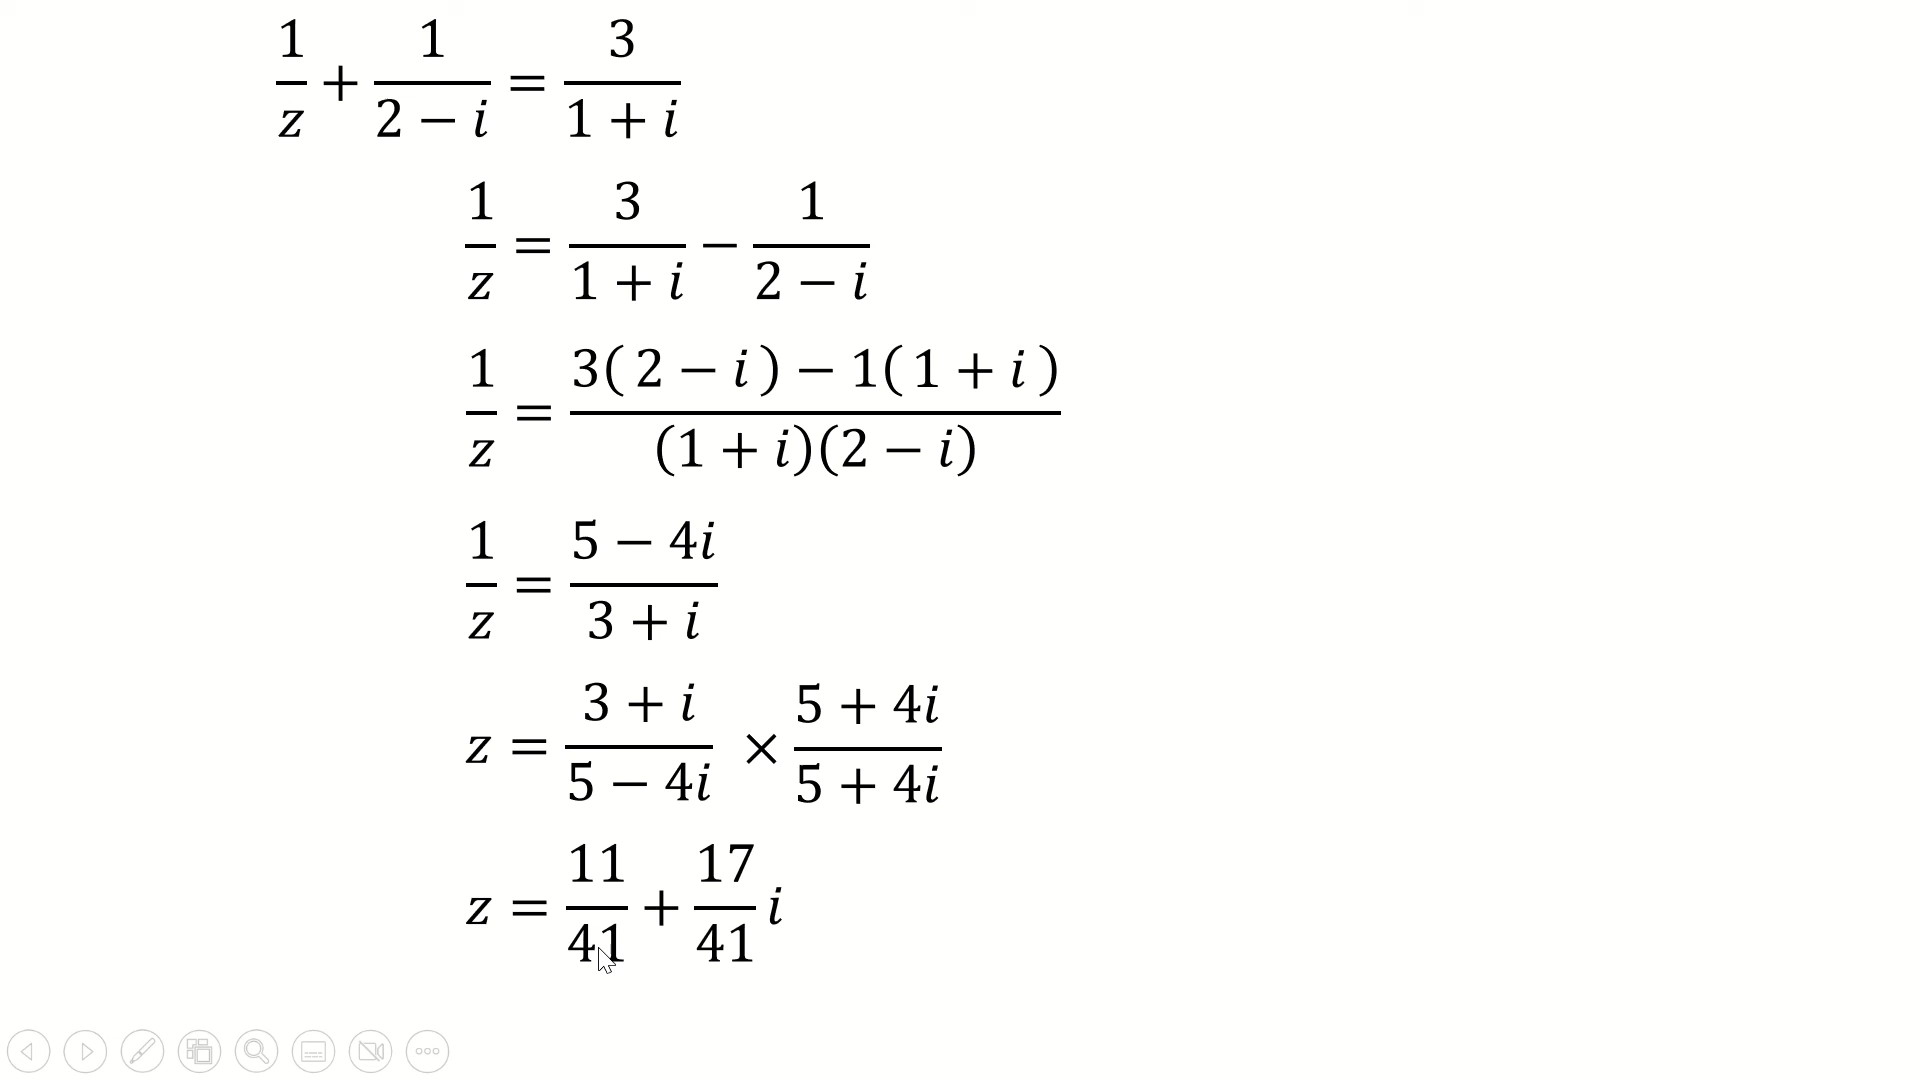 1/z + 1/(2 − i) = 3/(1 + i)
1/z = 3/(1 + i) − 1/(2 − i)
1/z = (3(2 − i) − 1(1 + i))/((1 + i)(2 − i))
1/z = (5 − 4i)/(3 + i)
z = (3 + i)/(5 − 4i) × (5 + 4i)/(5 + 4i)
z = 11/41 + 17/41 i